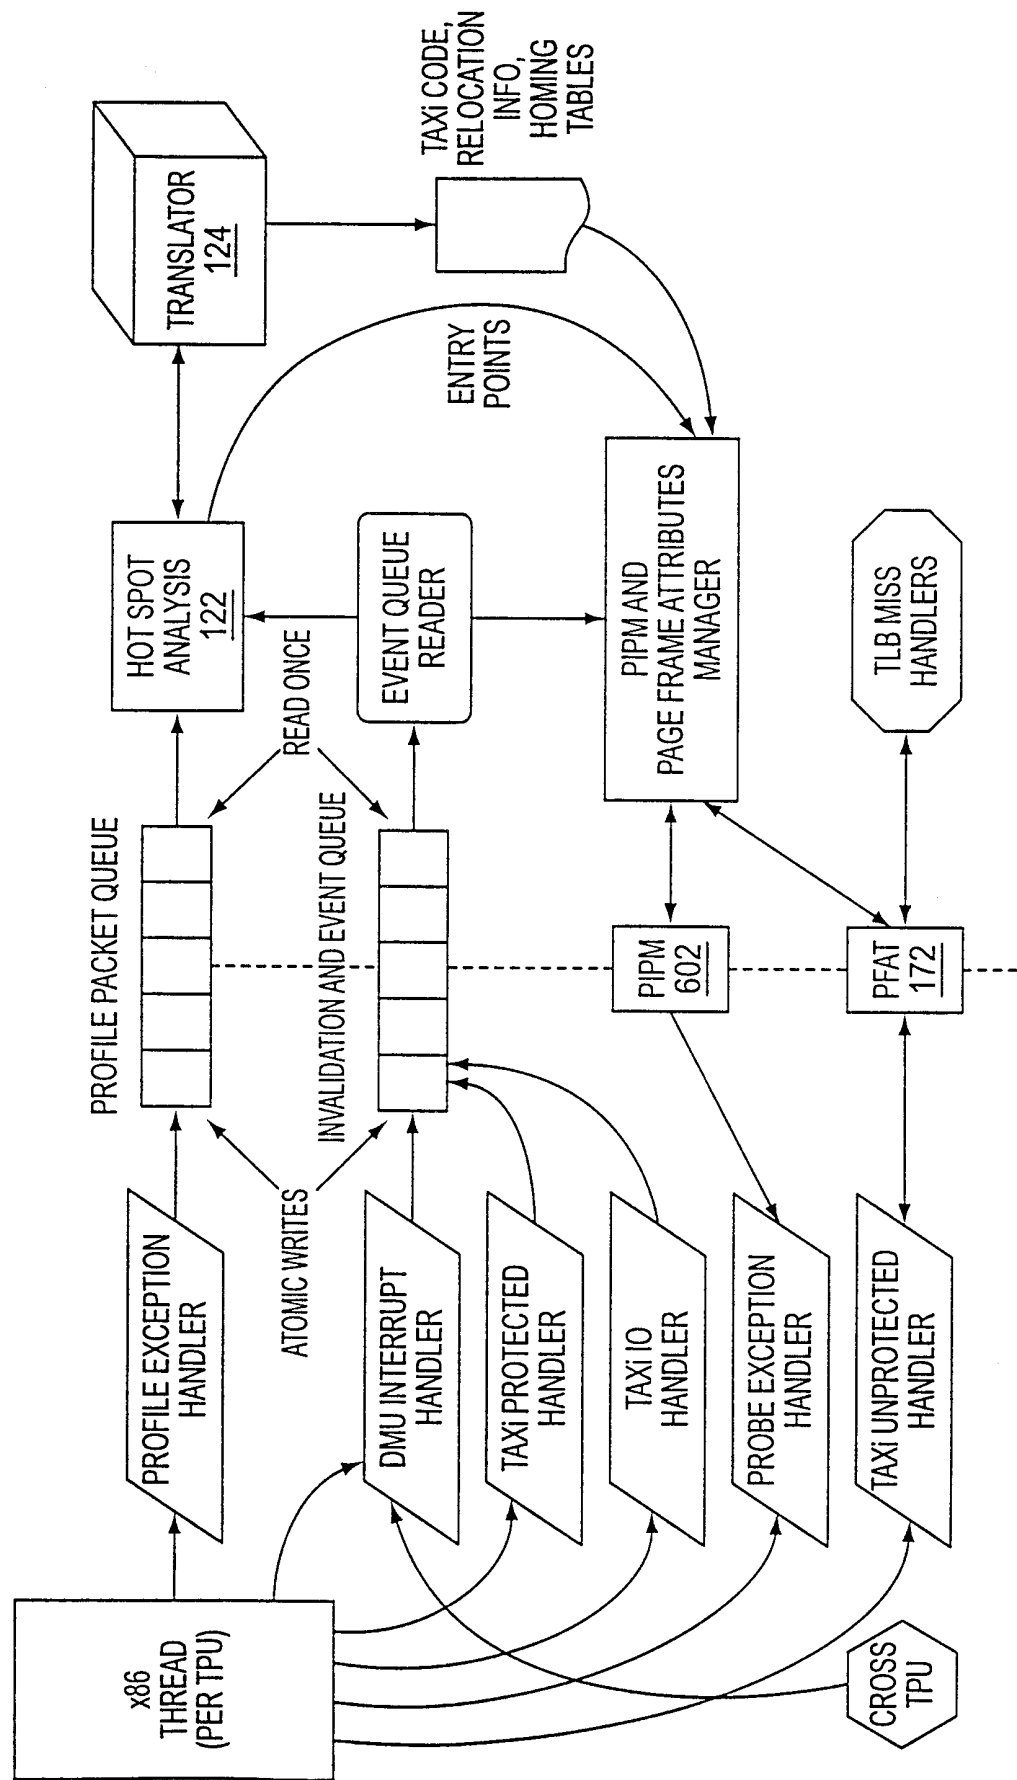 x86
THREAD
(PER TPU)
CROSS
TPU
PROFILE EXCEPTION
HANDLER
DMU INTERRUPT
HANDLER
TAXi PROTECTED
HANDLER
TAXi IO
HANDLER
PROBE EXCEPTION
HANDLER
TAXi UNPROTECTED
HANDLER
ATOMIC WRITES
PROFILE PACKET QUEUE
INVALIDATION AND EVENT QUEUE
PIPM
602
PFAT
172
READ ONCE
HOT SPOT
ANALYSIS
122
EVENT QUEUE
READER
PIPM AND
PAGE FRAME ATTRIBUTES
MANAGER
TLB MISS
HANDLERS
ENTRY
POINTS
TRANSLATOR
124
TAXi CODE,
RELOCATION
INFO,
HOMING
TABLES